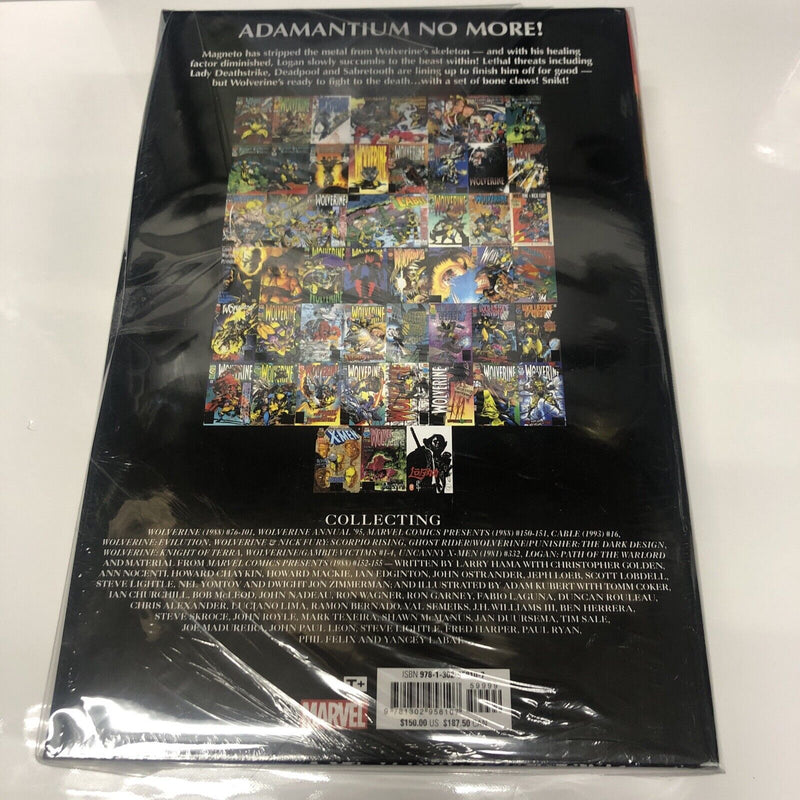 ADAMANTIUM NO MORE!
Magneto has stripped the metal from Wolverine's skeleton — and with his healing
factor diminished, Logan slowly succumbs to the beast within! Lethal threats including
Lady Deathstrike, Deadpool and Sabretooth are lining up to finish him off for good —
but Wolverine's ready to fight to the death...with a set of bone claws! Snikt!
COLLECTING
WOLVERINE (1988) #76-101, WOLVERINE ANNUAL '95, MARVEL COMICS PRESENTS (1988) #150-151, CABLE (1993) #16,
WOLVERINE: EVILUTION, WOLVERINE & NICK FURY: SCORPIO RISING, GHOST RIDER/WOLVERINE/PUNISHER: THE DARK DESIGN,
WOLVERINE: KNIGHT OF TERRA, WOLVERINE/GAMBIT: VICTIMS #1-4, UNCANNY X-MEN (1981) #332, LOGAN: PATH OF THE WARLORD
AND MATERIAL FROM MARVEL COMICS PRESENTS (1988) #152-155 — WRITTEN BY LARRY HAMA WITH CHRISTOPHER GOLDEN,
ANN NOCENTI, HOWARD CHAYKIN, HOWARD MACKIE, IAN EDGINTON, JOHN OSTRANDER, JEPH LOEB, SCOTT LOBDELL,
STEVE LIGHTLE, NEL YOMTOV AND DWIGHT JON ZIMMERMAN, AND ILLUSTRATED BY ADAM KUBERT WITH TOMM COKER,
IAN CHURCHILL, BOB McLEOD, JOHN NADEAU, RON WAGNER, RON GARNEY, FABIO LAGUNA, DUNCAN ROULEAU,
CHRIS ALEXANDER, LUCIANO LIMA, RAMON BERNADO, VAL SEMEIKS, J.H. WILLIAMS III, BEN HERRERA,
STEVE SKROCE, JOHN ROYLE, MARK TEXEIRA, SHAWN McMANUS, JAN DUURSEMA, TIM SALE,
JOE MADUREIRA, JOHN PAUL LEON, STEVE LIGHTLE, FRED HARPER, PAUL RYAN,
PHIL FELIX AND YANCEY LABAT
T+
MARVEL
ISBN 978-1-302-95810-7
59999
9 781302 958107
$150.00 US $187.50 CAN